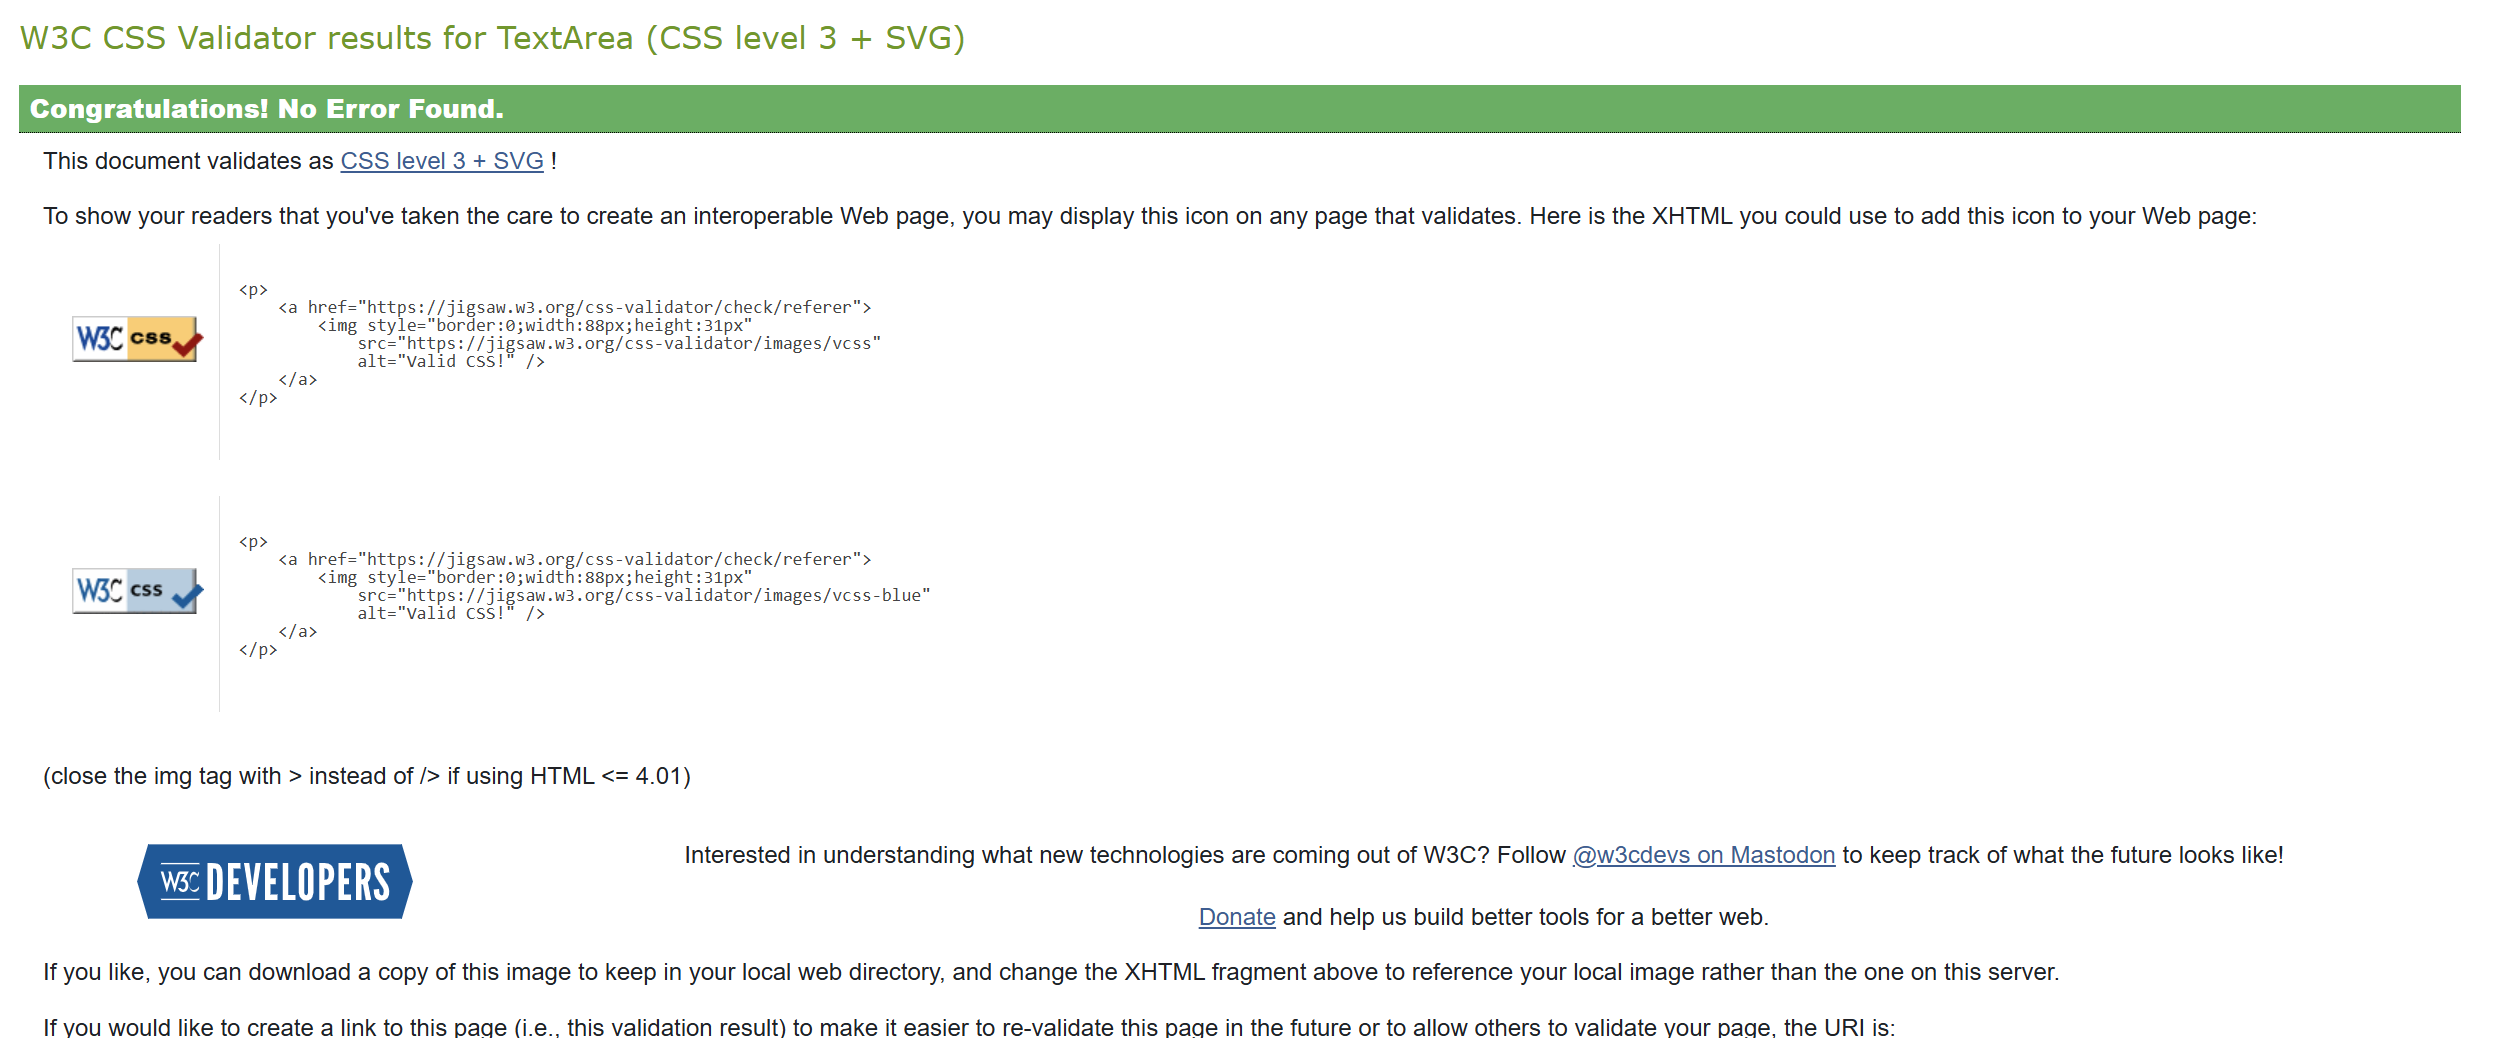 W3C CSS Validator results for TextArea (CSS level 3 + SVG)
Congratulations! No Error Found.
This document validates as CSS level 3 + SVG !
To show your readers that you've taken the care to create an interoperable Web page, you may display this icon on any page that validates. Here is the XHTML you could use to add this icon to your Web page:
W3C css
<p>
    <a href="https://jigsaw.w3.org/css-validator/check/referer">
        <img style="border:0;width:88px;height:31px"
            src="https://jigsaw.w3.org/css-validator/images/vcss"
            alt="Valid CSS!" />
    </a>
</p>
W3C css
<p>
    <a href="https://jigsaw.w3.org/css-validator/check/referer">
        <img style="border:0;width:88px;height:31px"
            src="https://jigsaw.w3.org/css-validator/images/vcss-blue"
            alt="Valid CSS!" />
    </a>
</p>
(close the img tag with > instead of /> if using HTML <= 4.01)
W3C DEVELOPERS
Interested in understanding what new technologies are coming out of W3C? Follow @w3cdevs on Mastodon to keep track of what the future looks like!
Donate and help us build better tools for a better web.
If you like, you can download a copy of this image to keep in your local web directory, and change the XHTML fragment above to reference your local image rather than the one on this server.
If you would like to create a link to this page (i.e., this validation result) to make it easier to re-validate this page in the future or to allow others to validate your page, the URI is: